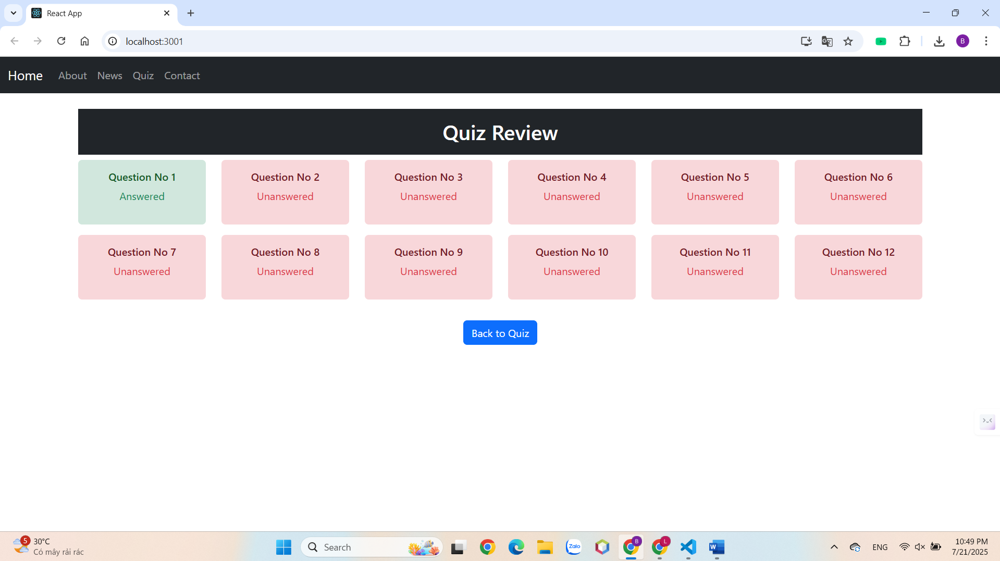 React App
localhost:3001
B
Home About News Quiz Contact
Quiz Review
Question No 1 Question No 2 Question No 3 Question No 4 Question No 5 Question No 6
Answered Unanswered Unanswered Unanswered Unanswered Unanswered
Question No 7 Question No 8 Question No 9 Question No 10 Question No 11 Question No 12
Unanswered Unanswered Unanswered Unanswered Unanswered Unanswered
Back to Quiz
5 30°C
Có mây rải rác
Search
Zalo
B
L
W
ENG
10:49 PM
7/21/2025